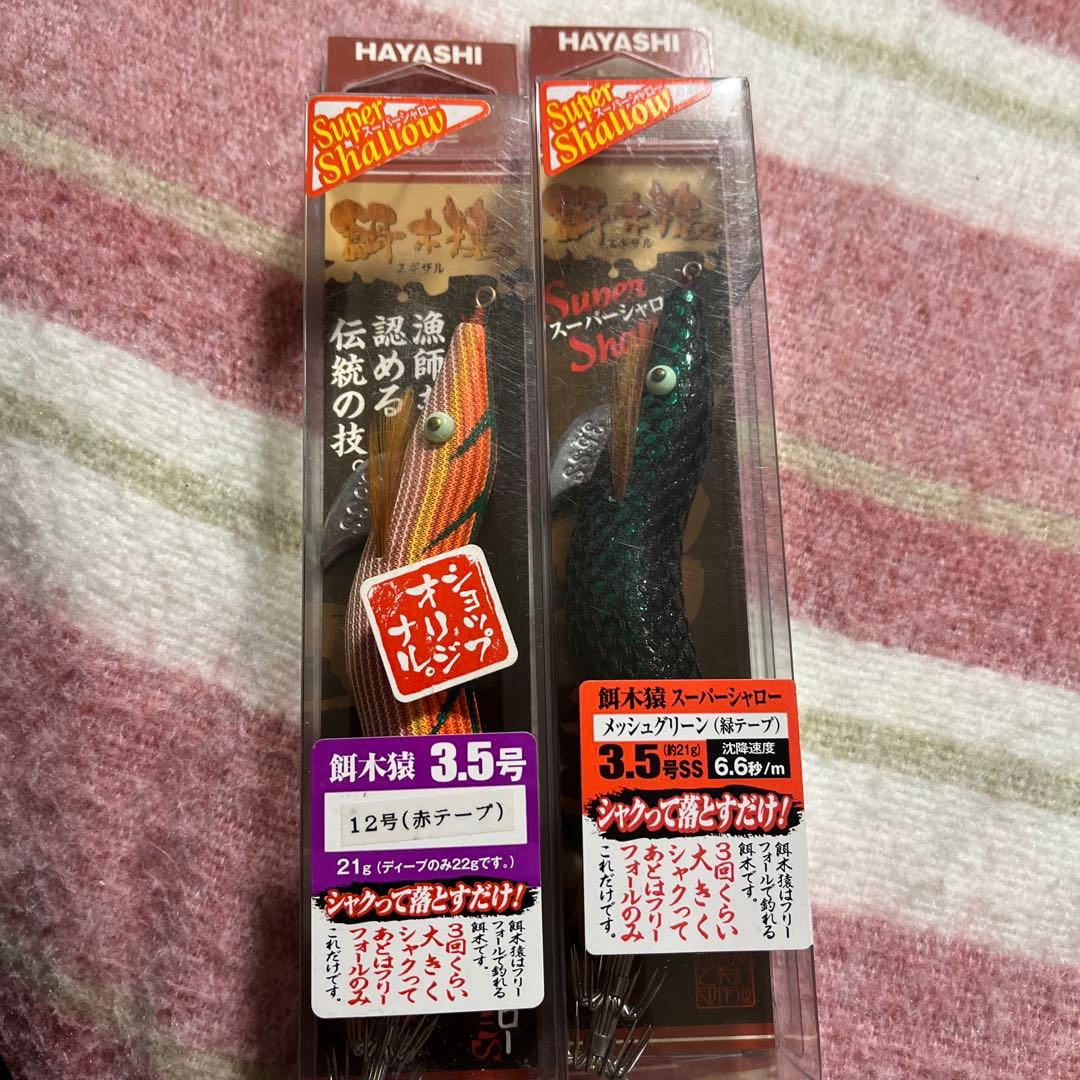 HAYASHI
Super
スーパーシャロー
Shallow
餌木猿
エギザル
漁師も
認める
伝統の技。
ショップ
オリジ
ナル。
餌木猿 3.5号
12号(赤テープ)
21g(ディープのみ22gです。)
シャクって落とすだけ!
餌木猿はフリー
フォールで釣れる
餌木です。
3回くらい
大きく
シャクって
あとはフリー
フォールのみ
これだけです。
HAYASHI
Super
スーパーシャロー
Shallow
餌木猿
エギザル
Super
スーパーシャロ
Shal
餌木猿 スーパーシャロー
メッシュグリーン(緑テープ)
3.5号SS (約21g)
沈降速度
6.6秒/m
シャクって落とすだけ!
餌木猿はフリー
フォールで釣れる
餌木です。
3回くらい
大きく
シャクって
あとはフリー
フォールのみ
これだけです。